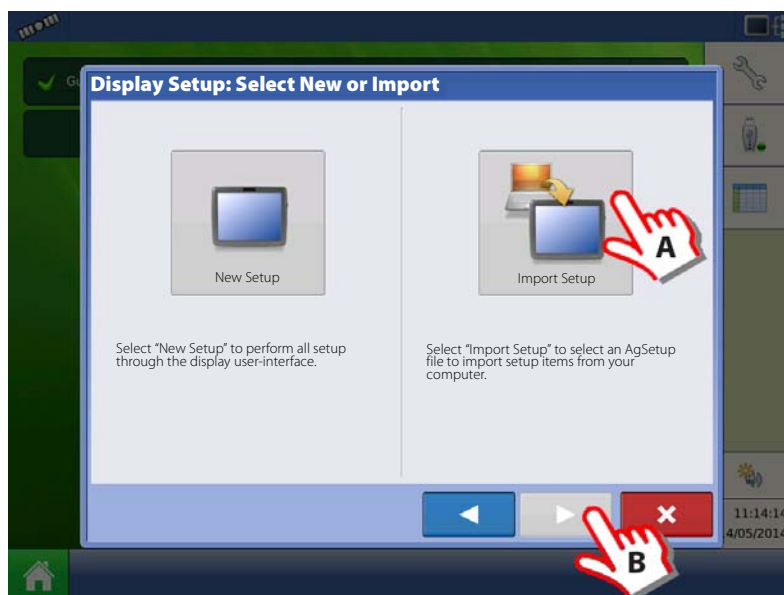 Display Setup: Select New or Import
New Setup
Import Setup
A
Select "New Setup" to perform all setup
through the display user-interface.
Select “Import Setup” to select an AgSetup
file to import setup items from your
computer.
11:14:14
4/05/2014
B